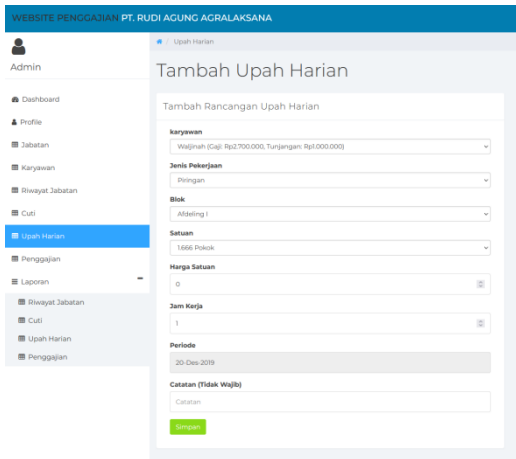 WEBSITE PENGGAJIAN PT. RUDI AGUNG AGRALAKSANA
Admin
Dashboard
Profile
Jabatan
Karyawan
Riwayat Jabatan
Cuti
Upah Harian
Penggajian
Laporan
Riwayat Jabatan
Cuti
Upah Harian
Penggajian
/ Upah Harian
Tambah Upah Harian
Tambah Rancangan Upah Harian
karyawan
Waljinah (Gaji: Rp2.700.000, Tunjangan: Rp1.000.000)
Jenis Pekerjaan
Piringan
Blok
Afdeling I
Satuan
1.666 Pokok
Harga Satuan
0
Jam Kerja
1
Periode
20-Des-2019
Catatan (Tidak Wajib)
Catatan
Simpan